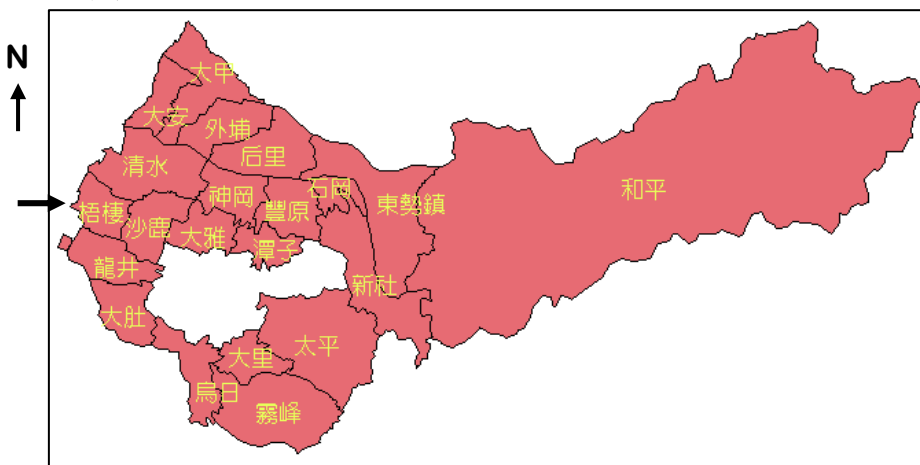 N
大甲
大安
外埔
后里
清水
神岡
石岡
豐原
東勢鎮
和平
梧棲
沙鹿
大雅
潭子
龍井
新社
大肚
太平
大里
烏日
霧峰